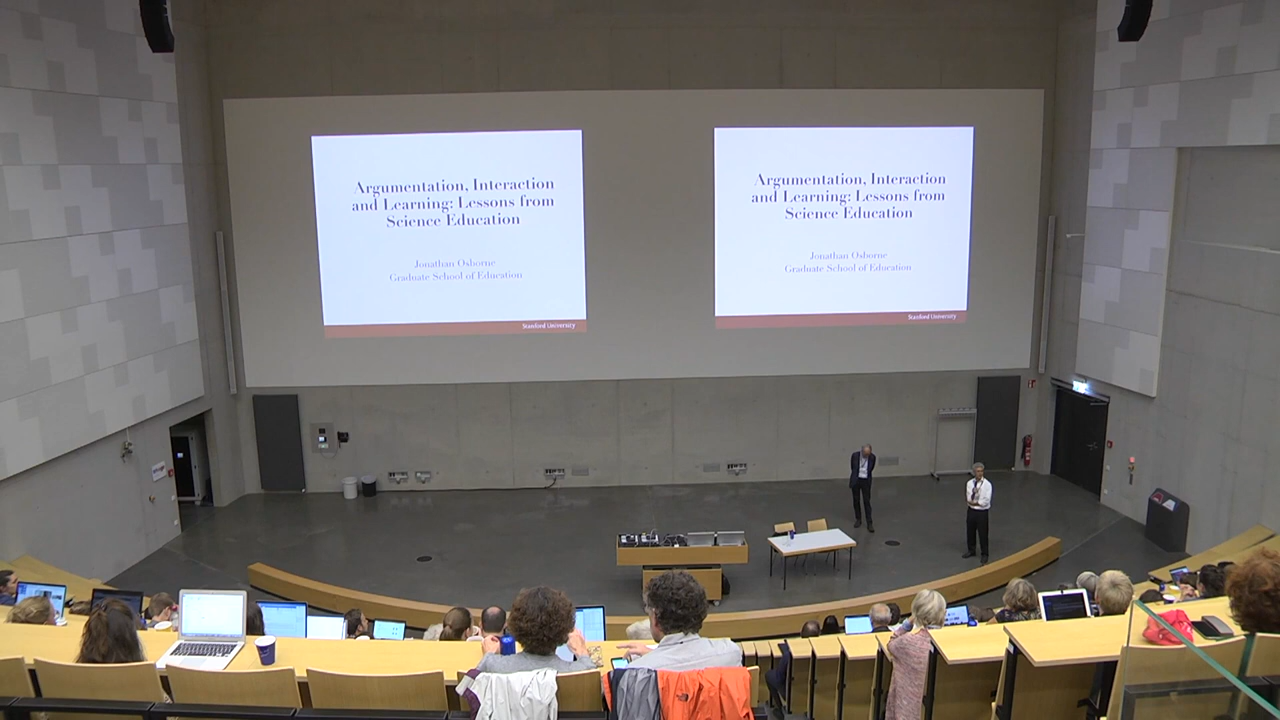 Argumentation, Interaction
and Learning: Lessons from
Science Education
Jonathan Osborne
Graduate School of Education
Stanford University
Argumentation, Interaction
and Learning: Lessons from
Science Education
Jonathan Osborne
Graduate School of Education
Stanford University